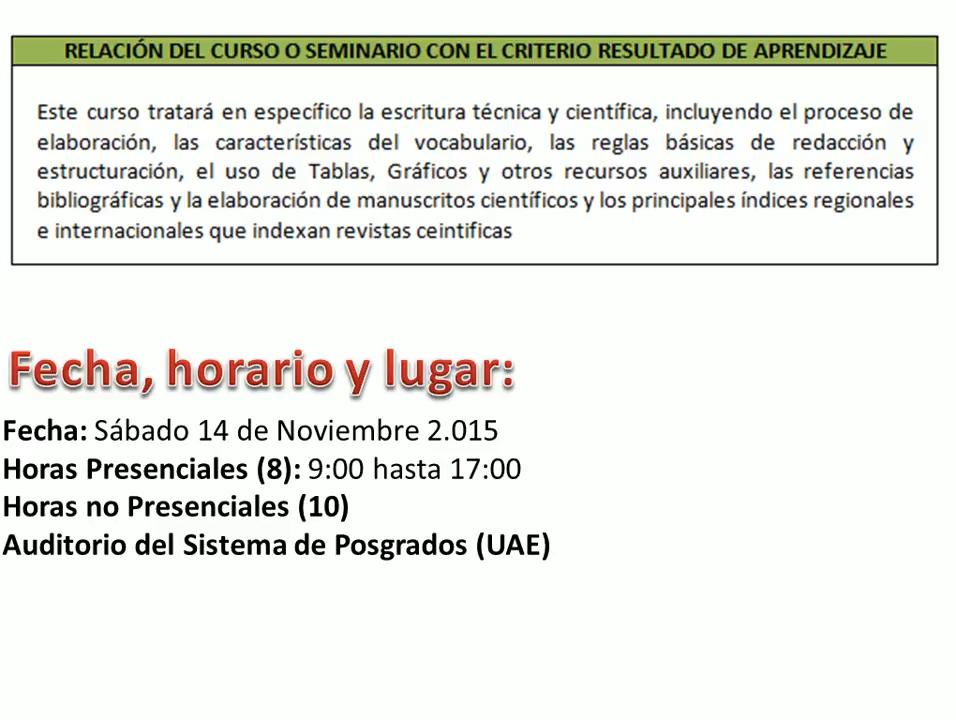 RELACIÓN DEL CURSO O SEMINARIO CON EL CRITERIO RESULTADO DE APRENDIZAJE
Este curso tratará en específico la escritura técnica y científica, incluyendo el proceso de
elaboración, las características del vocabulario, las reglas básicas de redacción y
estructuración, el uso de Tablas, Gráficos y otros recursos auxiliares, las referencias
bibliográficas y la elaboración de manuscritos científicos y los principales índices regionales
e internacionales que indexan revistas ceintificas
Fecha, horario y lugar:
Fecha: Sábado 14 de Noviembre 2.015
Horas Presenciales (8): 9:00 hasta 17:00
Horas no Presenciales (10)
Auditorio del Sistema de Posgrados (UAE)